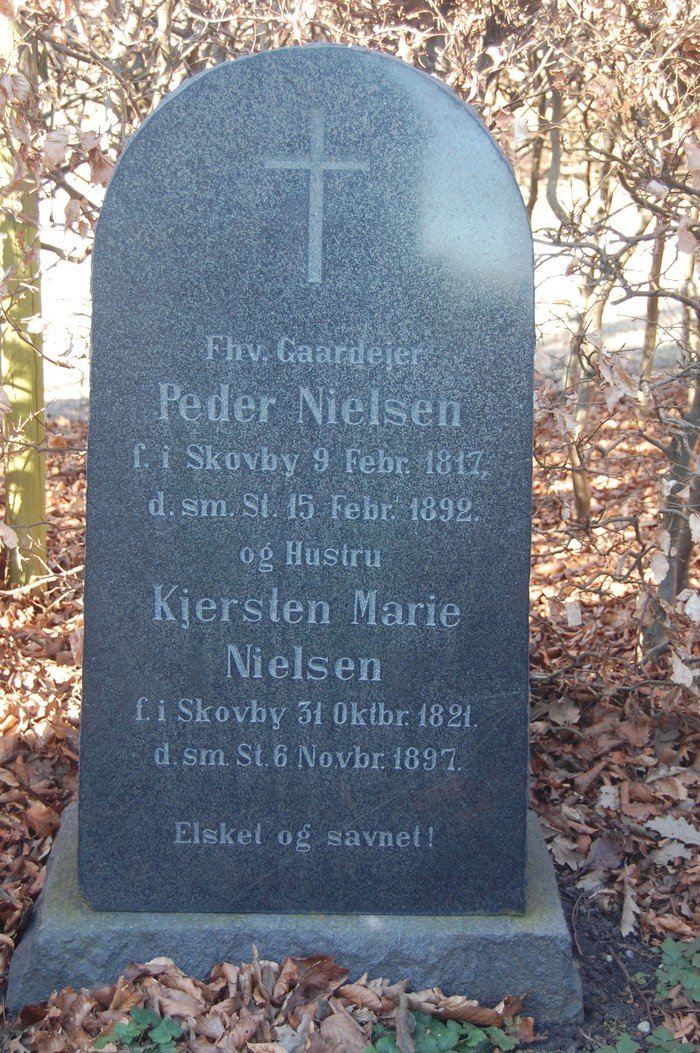 Fhv. Gaardejer
Peder Nielsen
f. i Skovby 9 Febr. 1817,
d. sm. St. 15 Febr. 1892.
og Hustru
Kjersten Marie
Nielsen
f. i Skovby 31 Oktbr. 1821.
d. sm. St. 6 Novbr. 1897.
Elsket og savnet!